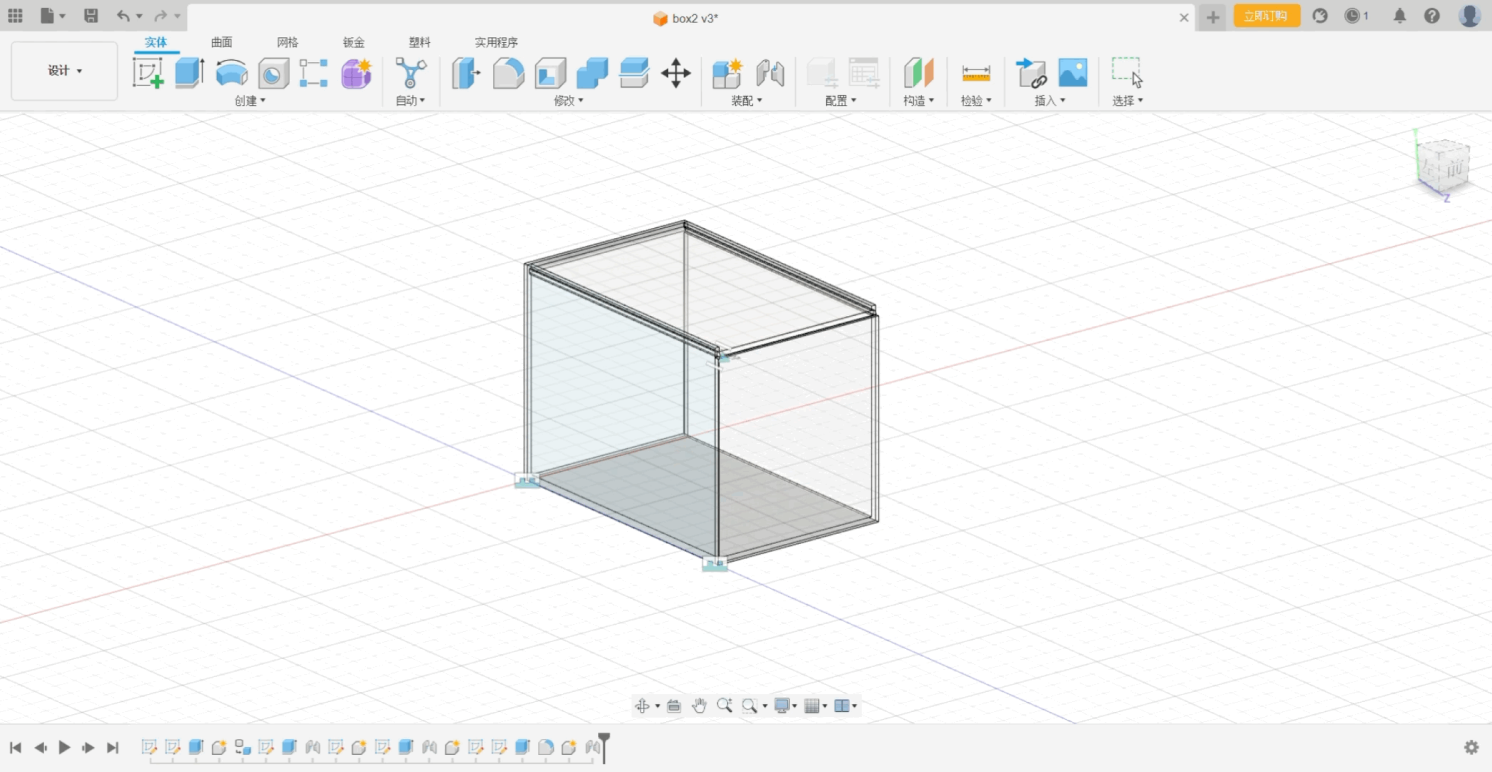 box2 v3*
立即订购
1
设计
实体
曲面
网格
钣金
塑料
实用程序
创建
自动
修改
装配
配置
构造
检验
插入
选择
前
Z